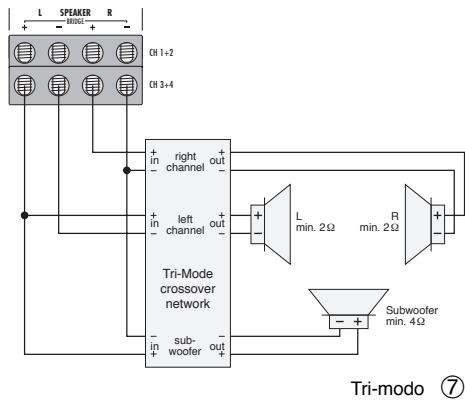 L SPEAKER R
BRIDGE
+ − + −
CH 1+2
CH 3+4
+ in − right channel + out −
+ in − left channel + out −
+ −
L
min. 2Ω
R
min. 2Ω
+ −
Tri-Mode
crossover
network
Subwoofer
min. 4Ω
− +
− in + sub-woofer − out +
Tri-modo ⑦